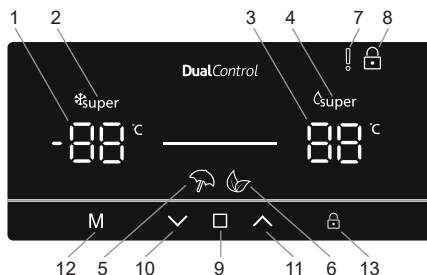 1 2 3 4 7 8
DualControl
super super
-88 °C 88 °C
M
12 5 10 9 11 6 13